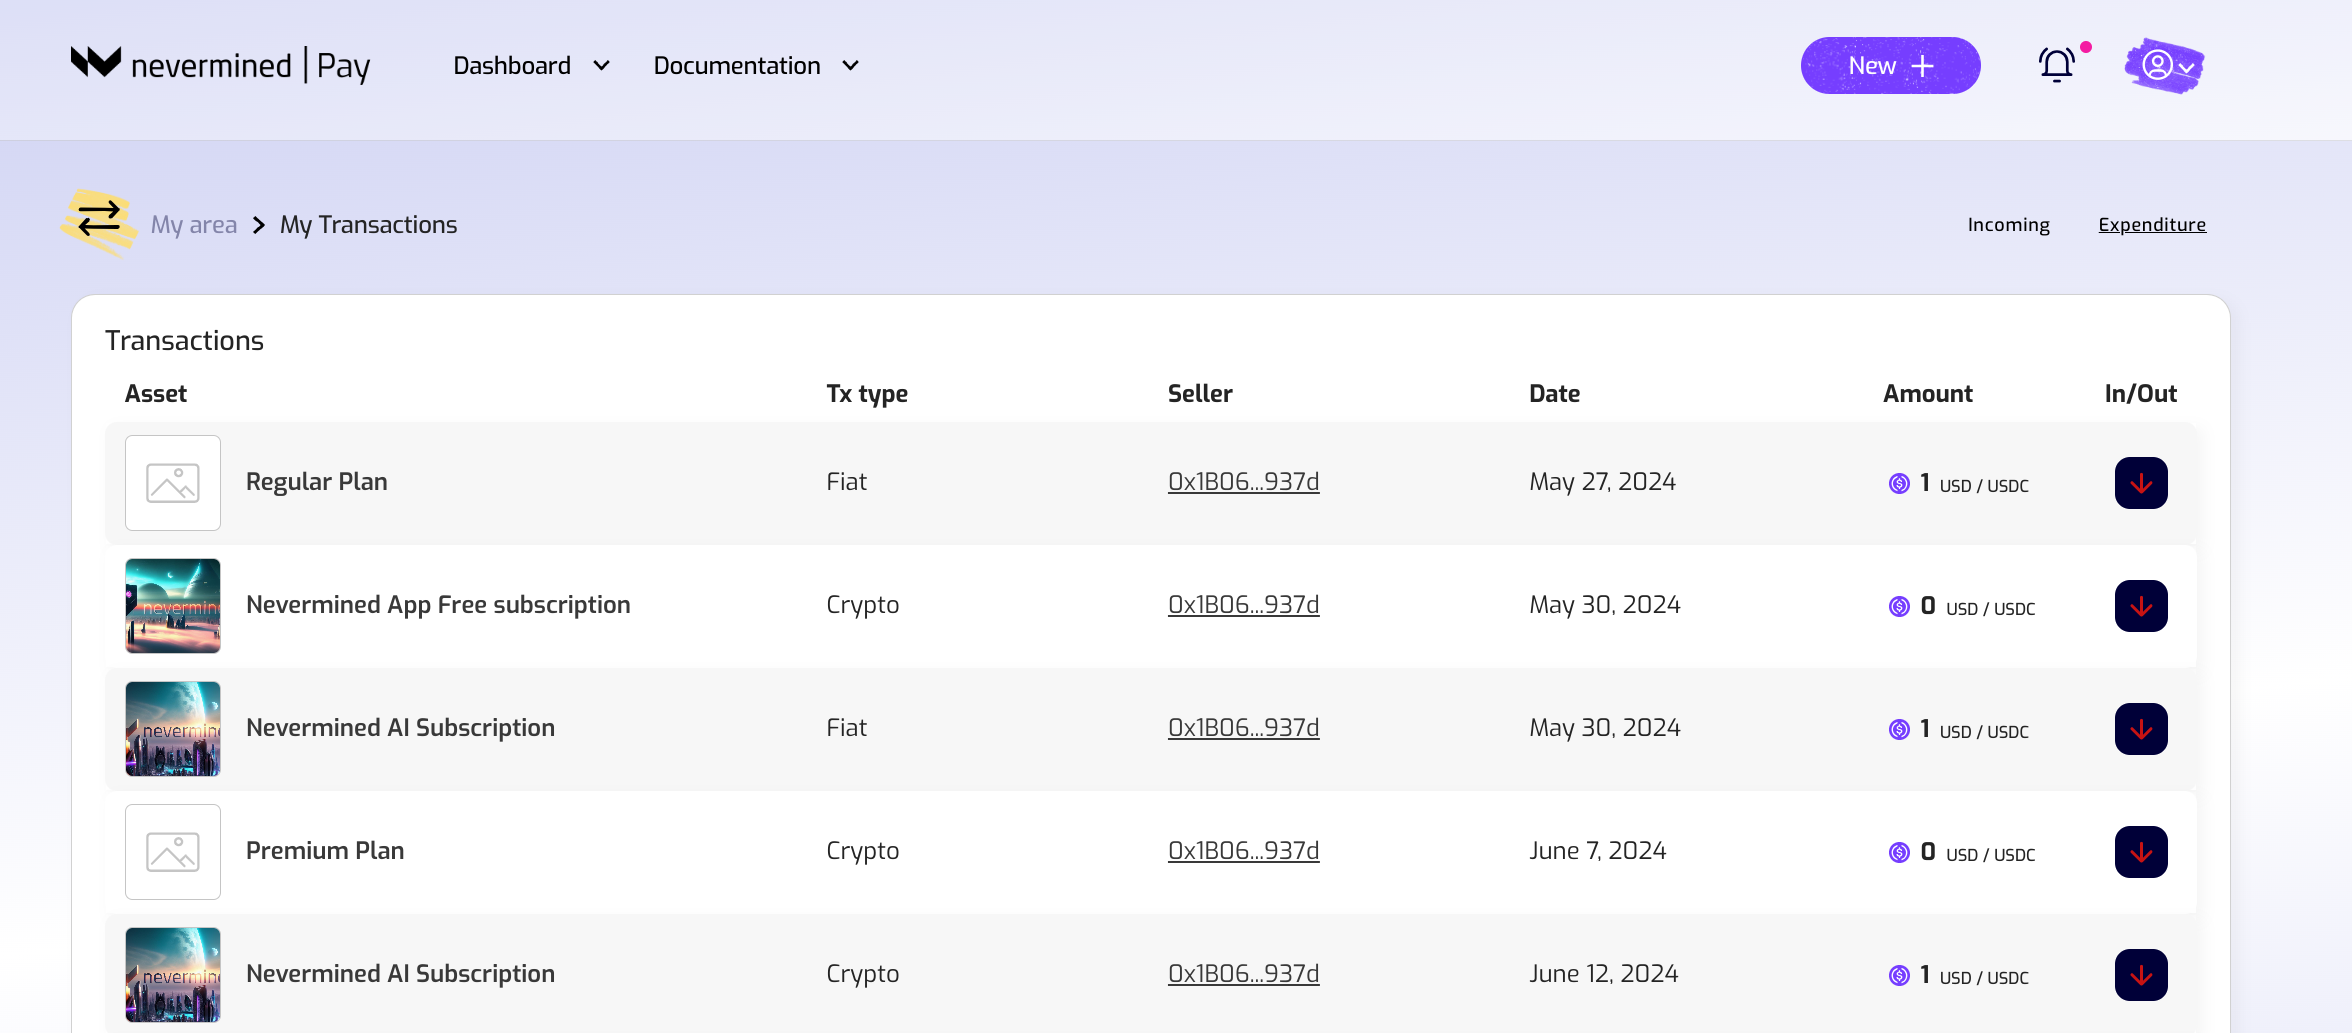 nevermined | Pay
Dashboard
Documentation
New +
My area > My Transactions
Incoming
Expenditure
Transactions
Asset Tx type Seller Date Amount In/Out
Regular Plan Fiat 0x1B06...937d May 27, 2024 1 USD / USDC
nevermin
Nevermined App Free subscription Crypto 0x1B06...937d May 30, 2024 0 USD / USDC
nevermine
Nevermined AI Subscription Fiat 0x1B06...937d May 30, 2024 1 USD / USDC
Premium Plan Crypto 0x1B06...937d June 7, 2024 0 USD / USDC
nevermine
Nevermined AI Subscription Crypto 0x1B06...937d June 12, 2024 1 USD / USDC